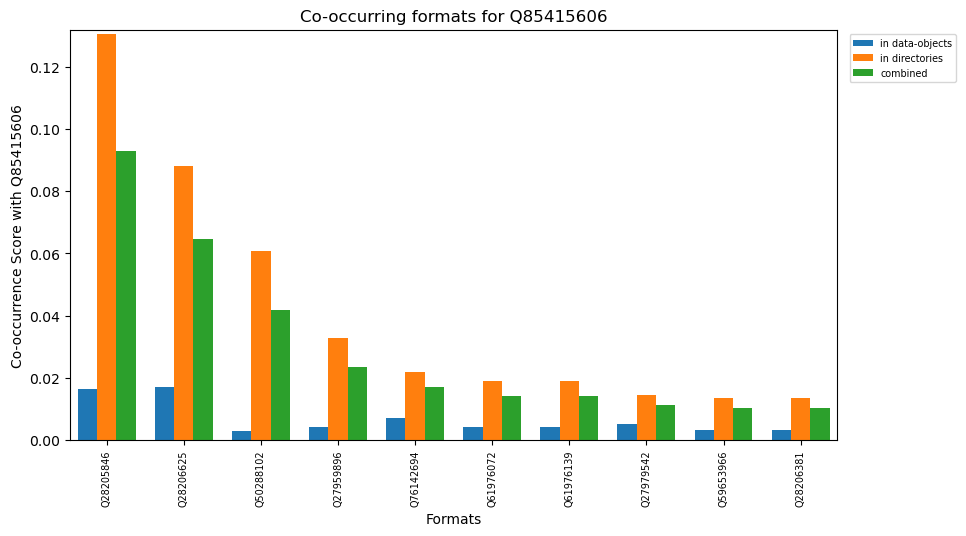 Co-occurring formats for Q85415606
in data-objects
in directories
combined
Co-occurrence Score with Q85415606
0.12
0.10
0.08
0.06
0.04
0.02
0.00
Q28205846
Q28206625
Q50288102
Q27959896
Q76142694
Q61976072
Q61976139
Q27979542
Q59653966
Q28206381
Formats